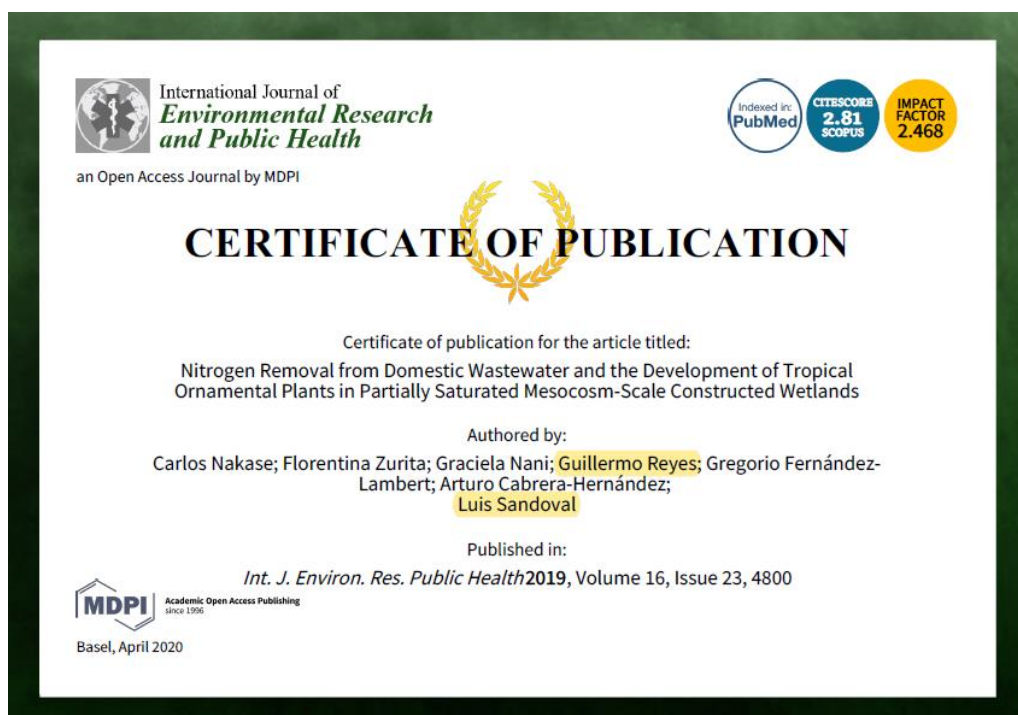 International Journal of
Environmental Research
and Public Health
an Open Access Journal by MDPI
Indexed in:
PubMed
CITESCORE
2.81
SCOPUS
IMPACT
FACTOR
2.468
CERTIFICATE OF PUBLICATION
Certificate of publication for the article titled:
Nitrogen Removal from Domestic Wastewater and the Development of Tropical
Ornamental Plants in Partially Saturated Mesocosm-Scale Constructed Wetlands
Authored by:
Carlos Nakase; Florentina Zurita; Graciela Nani; Guillermo Reyes; Gregorio Fernández-
Lambert; Arturo Cabrera-Hernández;
Luis Sandoval
Published in:
Int. J. Environ. Res. Public Health2019, Volume 16, Issue 23, 4800
MDPI
Academic Open Access Publishing
since 1996
Basel, April 2020